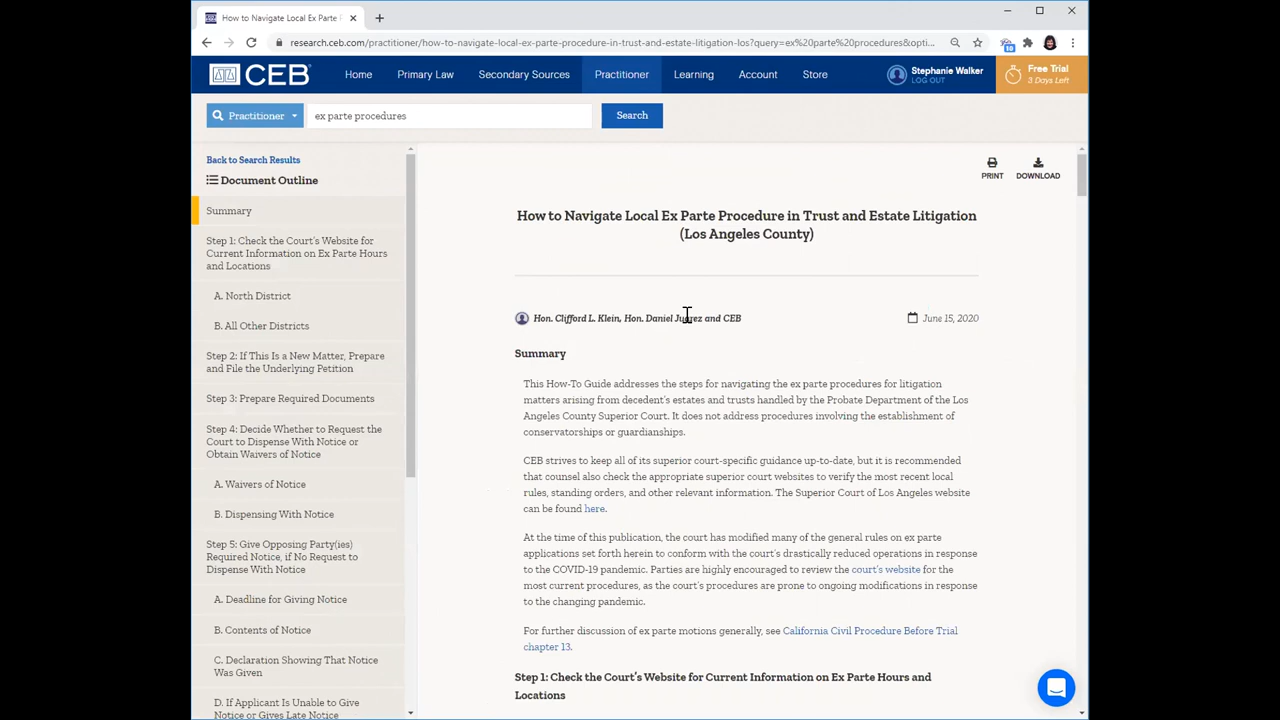 How to Navigate Local Ex Parte P
research.ceb.com/practitioner/how-to-navigate-local-ex-parte-procedure-in-trust-and-estate-litigation-los?query=ex%20parte%20procedures&opti...
10
CEB
Home
Primary Law
Secondary Sources
Practitioner
Learning
Account
Store
Stephanie Walker
LOG OUT
Free Trial
3 Days Left
Practitioner
ex parte procedures
Search
Back to Search Results
Document Outline
Summary
Step 1: Check the Court's Website for
Current Information on Ex Parte Hours
and Locations
A. North District
B. All Other Districts
Step 2: If This Is a New Matter, Prepare
and File the Underlying Petition
Step 3: Prepare Required Documents
Step 4: Decide Whether to Request the
Court to Dispense With Notice or
Obtain Waivers of Notice
A. Waivers of Notice
B. Dispensing With Notice
Step 5: Give Opposing Party(ies)
Required Notice, if No Request to
Dispense With Notice
A. Deadline for Giving Notice
B. Contents of Notice
C. Declaration Showing That Notice
Was Given
D. If Applicant Is Unable to Give
Notice or Gives Late Notice
PRINT
DOWNLOAD
How to Navigate Local Ex Parte Procedure in Trust and Estate Litigation
(Los Angeles County)
Hon. Clifford L. Klein, Hon. Daniel Juarez and CEB
June 15, 2020
Summary
This How-To Guide addresses the steps for navigating the ex parte procedures for litigation
matters arising from decedent's estates and trusts handled by the Probate Department of the Los
Angeles County Superior Court. It does not address procedures involving the establishment of
conservatorships or guardianships.
CEB strives to keep all of its superior court-specific guidance up-to-date, but it is recommended
that counsel also check the appropriate superior court websites to verify the most recent local
rules, standing orders, and other relevant information. The Superior Court of Los Angeles website
can be found here.
At the time of this publication, the court has modified many of the general rules on ex parte
applications set forth herein to conform with the court's drastically reduced operations in response
to the COVID-19 pandemic. Parties are highly encouraged to review the court's website for the
most current procedures, as the court's procedures are prone to ongoing modifications in response
to the changing pandemic.
For further discussion of ex parte motions generally, see California Civil Procedure Before Trial
chapter 13.
Step 1: Check the Court's Website for Current Information on Ex Parte Hours and
Locations